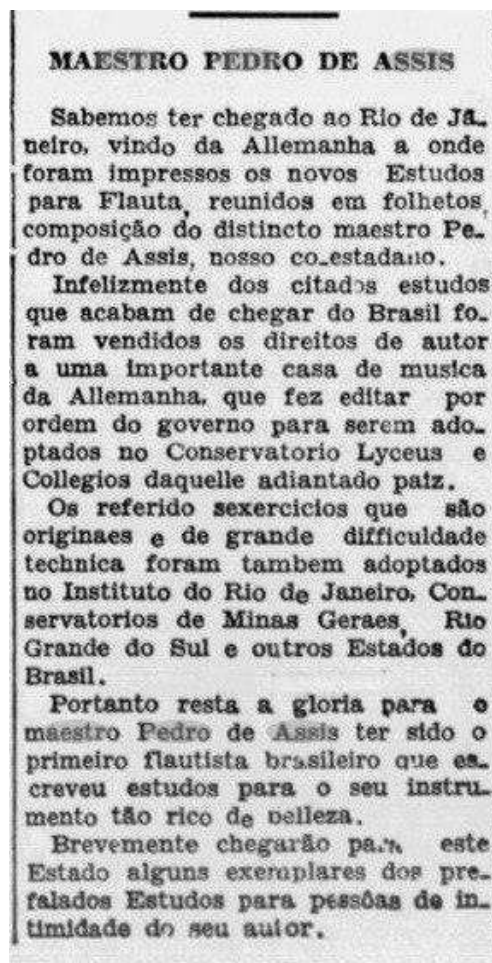 MAESTRO PEDRO DE ASSIS
Sabemos ter chegado ao Rio de Ja-
neiro, vindo da Allemanha a onde
foram impressos os novos Estudos
para Flauta, reunidos em folhetos,
composição do distincto maestro Pe-
dro de Assis, nosso co-estadano.
Infelizmente dos citados estudos
que acabam de chegar do Brasil fo-
ram vendidos os direitos de autor
a uma importante casa de musica
da Allemanha, que fez editar por
ordem do governo para serem ado-
ptados no Conservatorio Lyceus e
Collegios daquelle adiantado paiz.
Os referido sexercicios que são
originaes e de grande difficuldade
technica foram tambem adoptados
no Instituto do Rio de Janeiro, Con-
servatorios de Minas Geraes, Rio
Grande do Sul e outros Estados do
Brasil.
Portanto resta a gloria para o
maestro Pedro de Assis ter sido o
primeiro flautista brasileiro que es-
creveu estudos para o seu instru-
mento tão rico de belleza.
Brevemente chegarão para este
Estado alguns exemplares dos pre-
falados Estudos para pessôas de in-
timidade do seu autor.